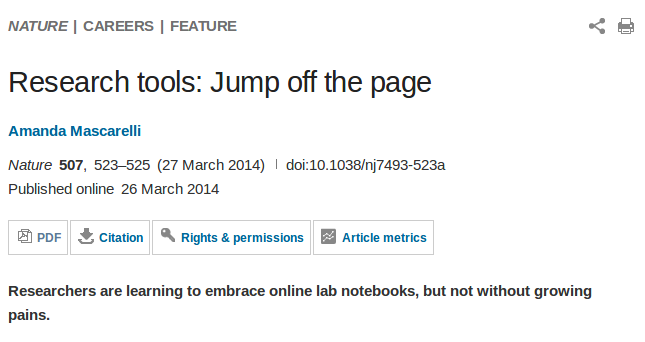 NATURE | CAREERS | FEATURE
Research tools: Jump off the page
Amanda Mascarelli
Nature 507, 523–525 (27 March 2014) | doi:10.1038/nj7493-523a
Published online 26 March 2014
PDF Citation Rights & permissions Article metrics
Researchers are learning to embrace online lab notebooks, but not without growing
pains.